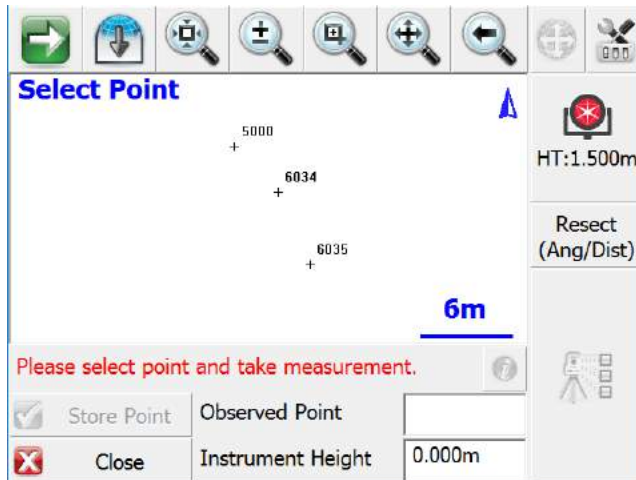 Select Point
5000
6034
6035
6m
HT:1.500m
Resect
(Ang/Dist)
Please select point and take measurement.
Store Point
Observed Point
Close
Instrument Height
0.000m